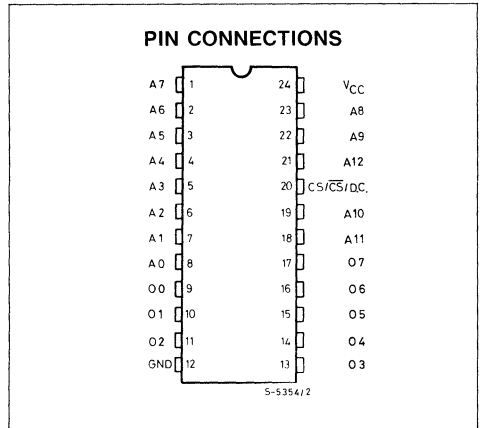 PIN CONNECTIONS
A7 1 24 VCC
A6 2 23 A8
A5 3 22 A9
A4 4 21 A12
A3 5 20 CS/C̅S̅/D.C.
A2 6 19 A10
A1 7 18 A11
A0 8 17 O7
O0 9 16 O6
O1 10 15 O5
O2 11 14 O4
GND 12 13 O3
S-5354/2